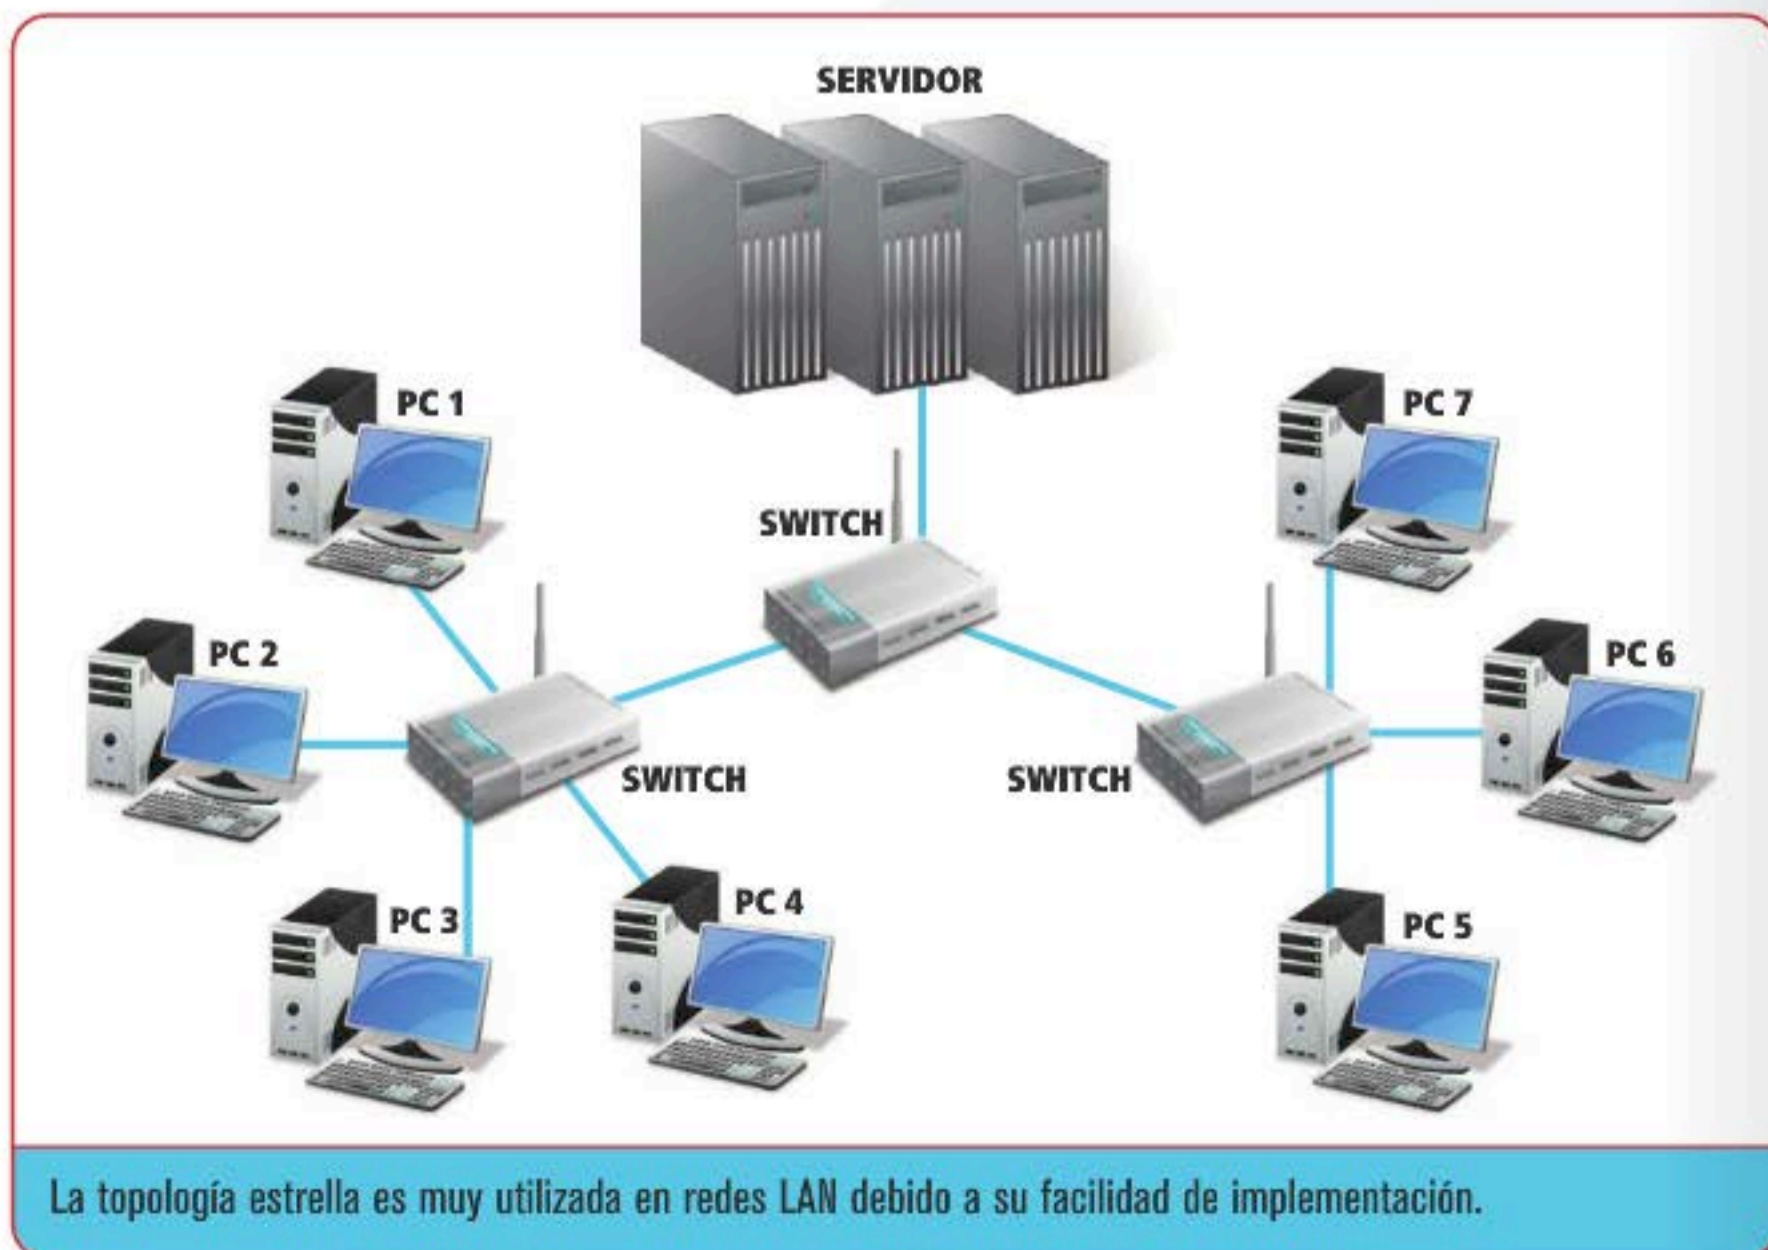 SERVIDOR
PC 1
PC 7
SWITCH
PC 2
PC 6
SWITCH
SWITCH
PC 3
PC 4
PC 5
La topología estrella es muy utilizada en redes LAN debido a su facilidad de implementación.